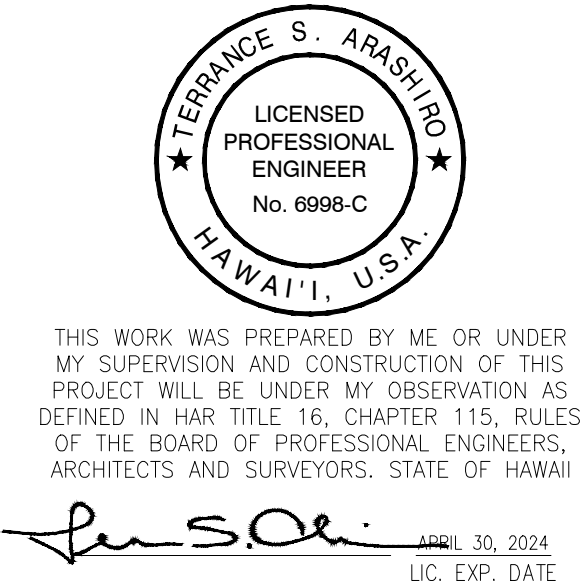 TERRANCE S. ARASHIRO
LICENSED
PROFESSIONAL
ENGINEER
No. 6998-C
HAWAI'I, U.S.A.
THIS WORK WAS PREPARED BY ME OR UNDER
MY SUPERVISION AND CONSTRUCTION OF THIS
PROJECT WILL BE UNDER MY OBSERVATION AS
DEFINED IN HAR TITLE 16, CHAPTER 115, RULES
OF THE BOARD OF PROFESSIONAL ENGINEERS,
ARCHITECTS AND SURVEYORS. STATE OF HAWAII
APRIL 30, 2024
LIC. EXP. DATE